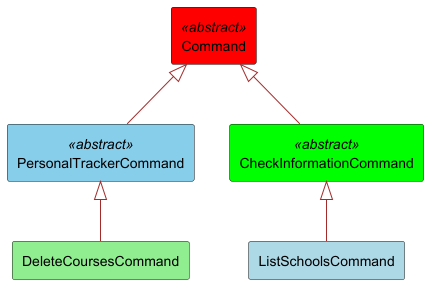 «abstract»
Command
«abstract»
PersonalTrackerCommand
«abstract»
CheckInformationCommand
DeleteCoursesCommand
ListSchoolsCommand